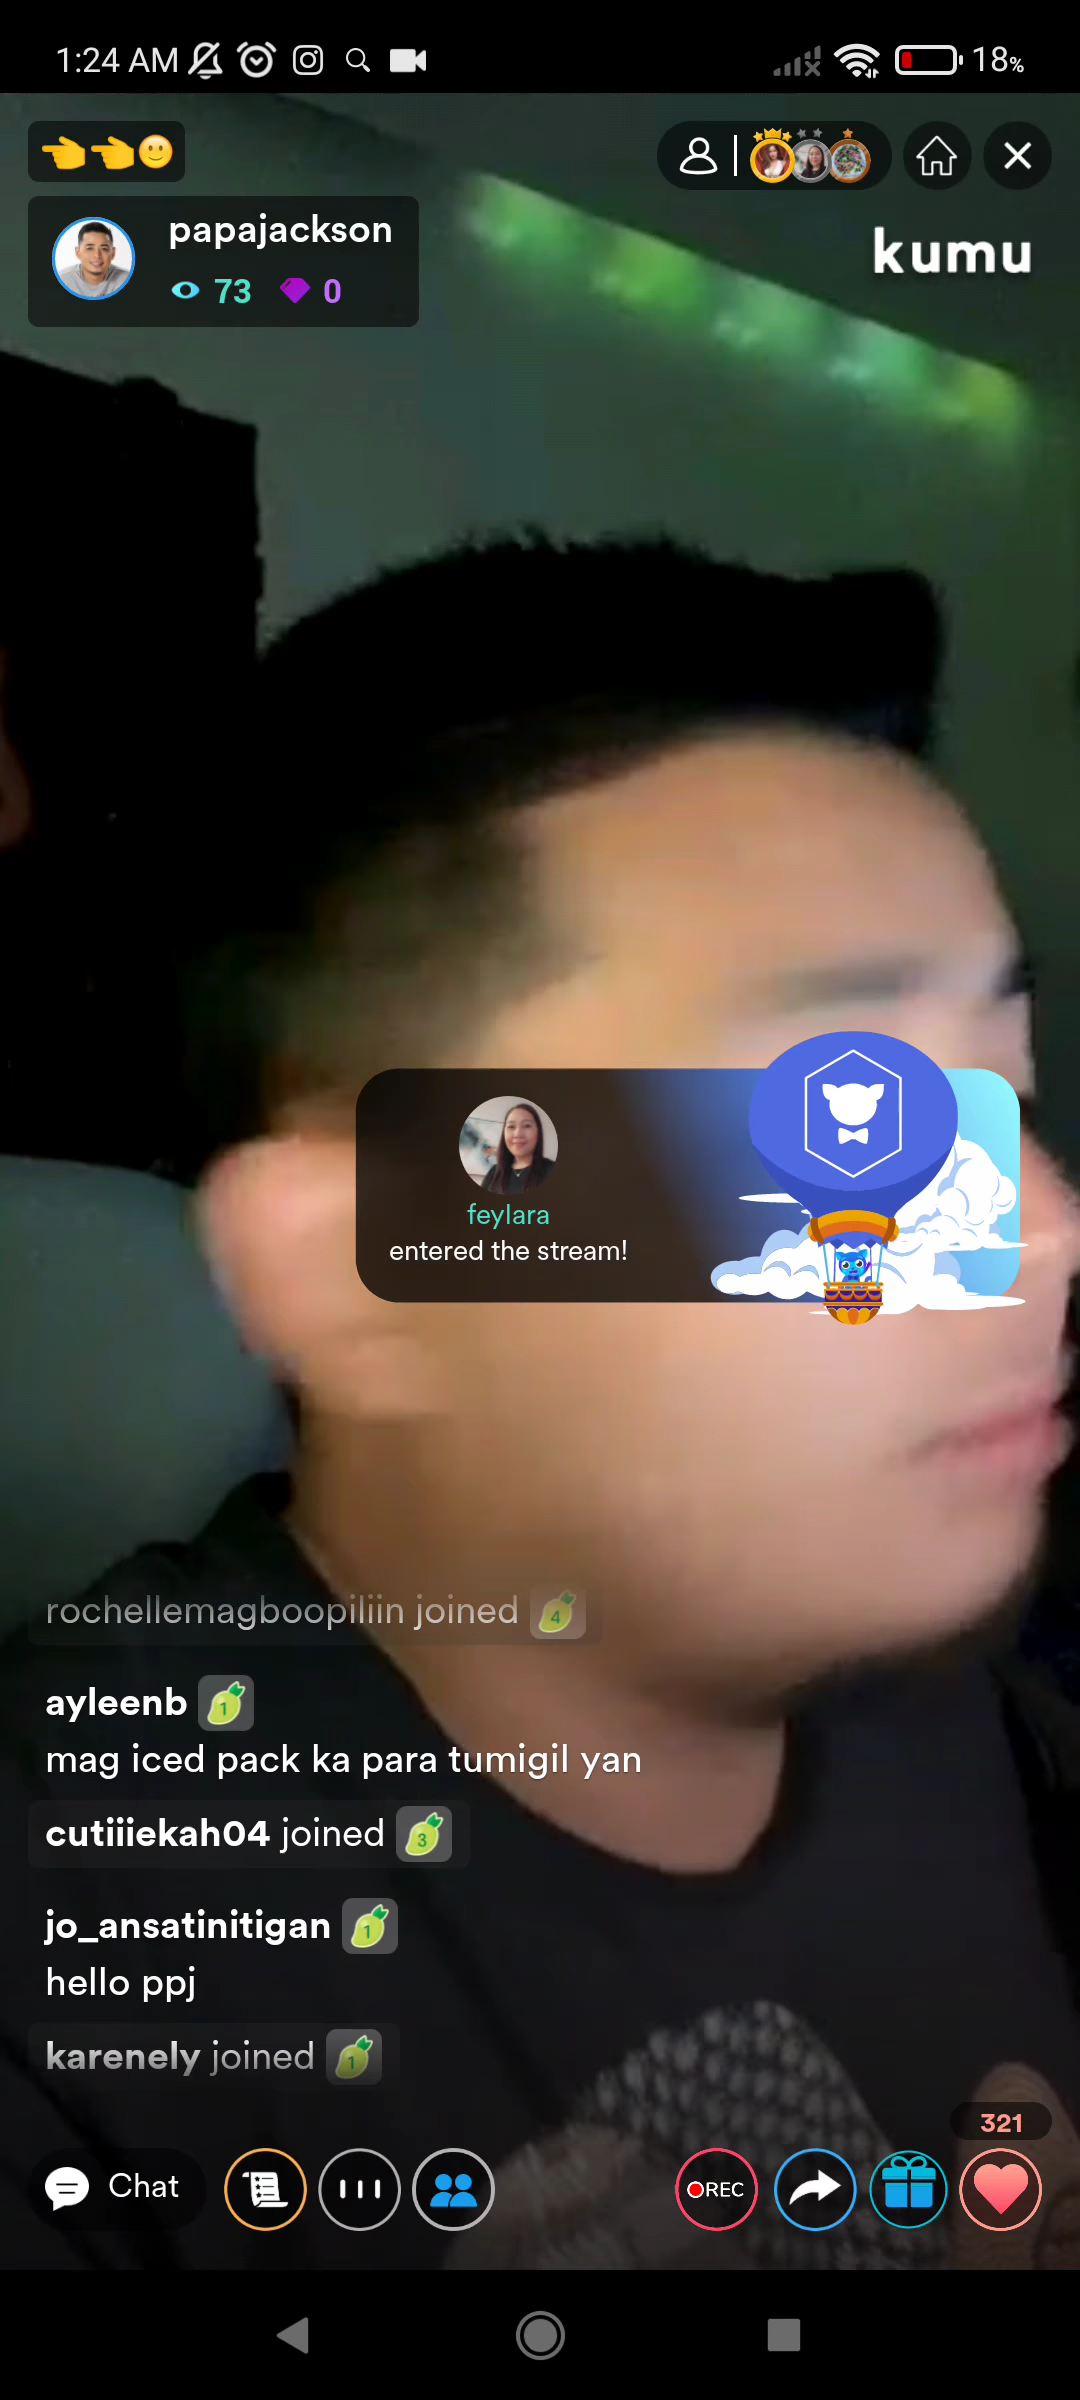 1:24 AM
18%
👈👈🙂
papajackson
73 0
kumu
feylara
entered the stream!
rochellemagboopiliin joined 4
ayleenb 1
mag iced pack ka para tumigil yan
cutiiiekah04 joined 3
jo_ansatinitigan 1
hello ppj
karenely joined 1
321
Chat
REC